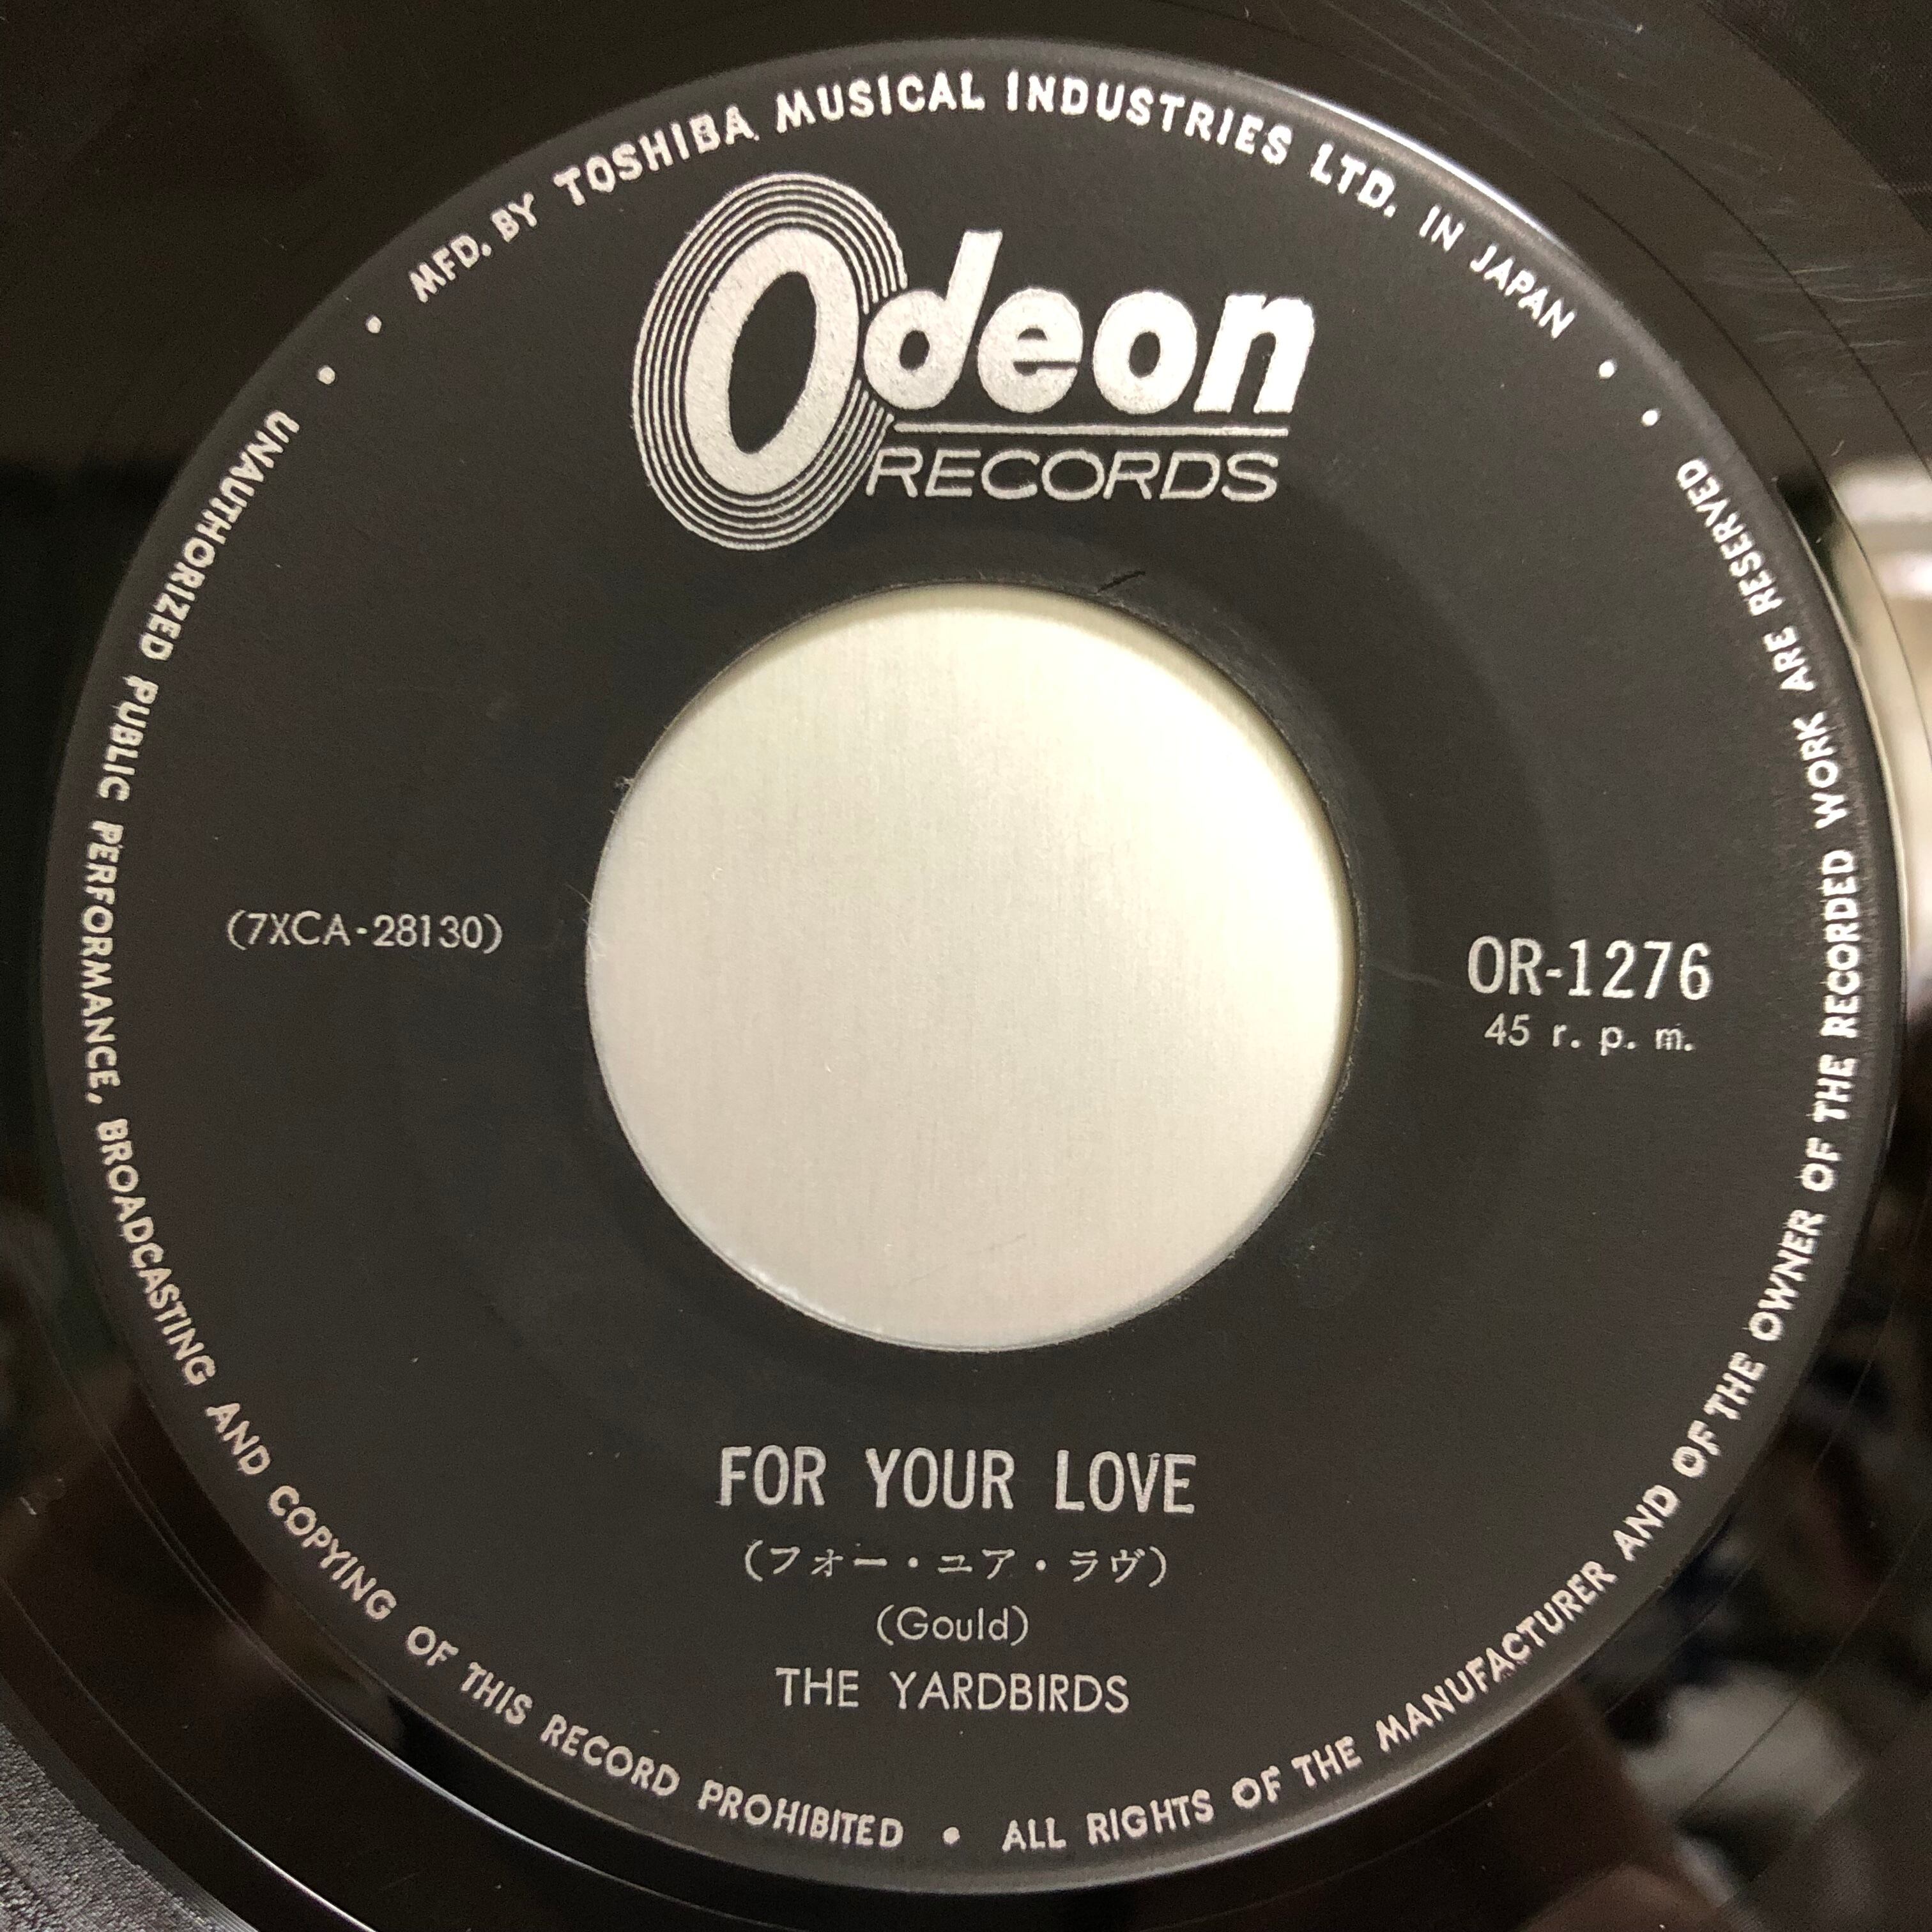 MFD. BY TOSHIBA MUSICAL INDUSTRIES LTD. IN JAPAN
Odeon
RECORDS
(7XCA-28130)
OR-1276
45 r. p. m.
FOR YOUR LOVE
(フォー・ユア・ラヴ)
(Gould)
THE YARDBIRDS
UNAUTHORIZED PUBLIC PERFORMANCE, BROADCASTING AND COPYING OF THIS RECORD PROHIBITED • ALL RIGHTS OF THE MANUFACTURER AND OF THE OWNER OF THE RECORDED WORK ARE RESERVED